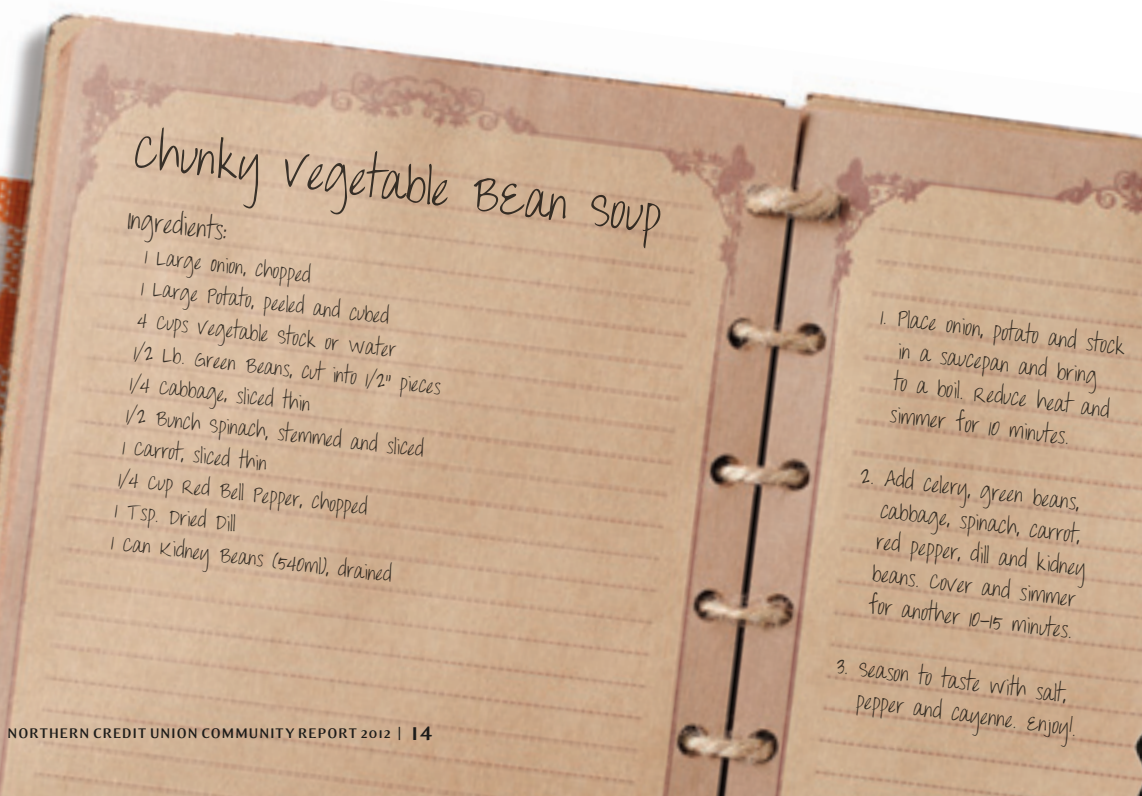 Chunky Vegetable BEan Soup
Ingredients:
1 Large onion, chopped
1 Large Potato, peeled and cubed
4 Cups Vegetable Stock or Water
1/2 Lb. Green Beans, cut into 1/2" pieces
1/4 Cabbage, sliced thin
1/2 Bunch Spinach, stemmed and sliced
1 Carrot, sliced thin
1/4 Cup Red Bell Pepper, chopped
1 Tsp. Dried Dill
1 Can Kidney Beans (540ml), drained
NORTHERN CREDIT UNION COMMUNITY REPORT 2012 | 14
1. Place onion, potato and stock
in a saucepan and bring
to a boil. Reduce heat and
simmer for 10 minutes.
2. Add celery, green beans,
cabbage, spinach, carrot,
red pepper, dill and kidney
beans. Cover and simmer
for another 10-15 minutes.
3. Season to taste with salt,
pepper and cayenne. Enjoy!